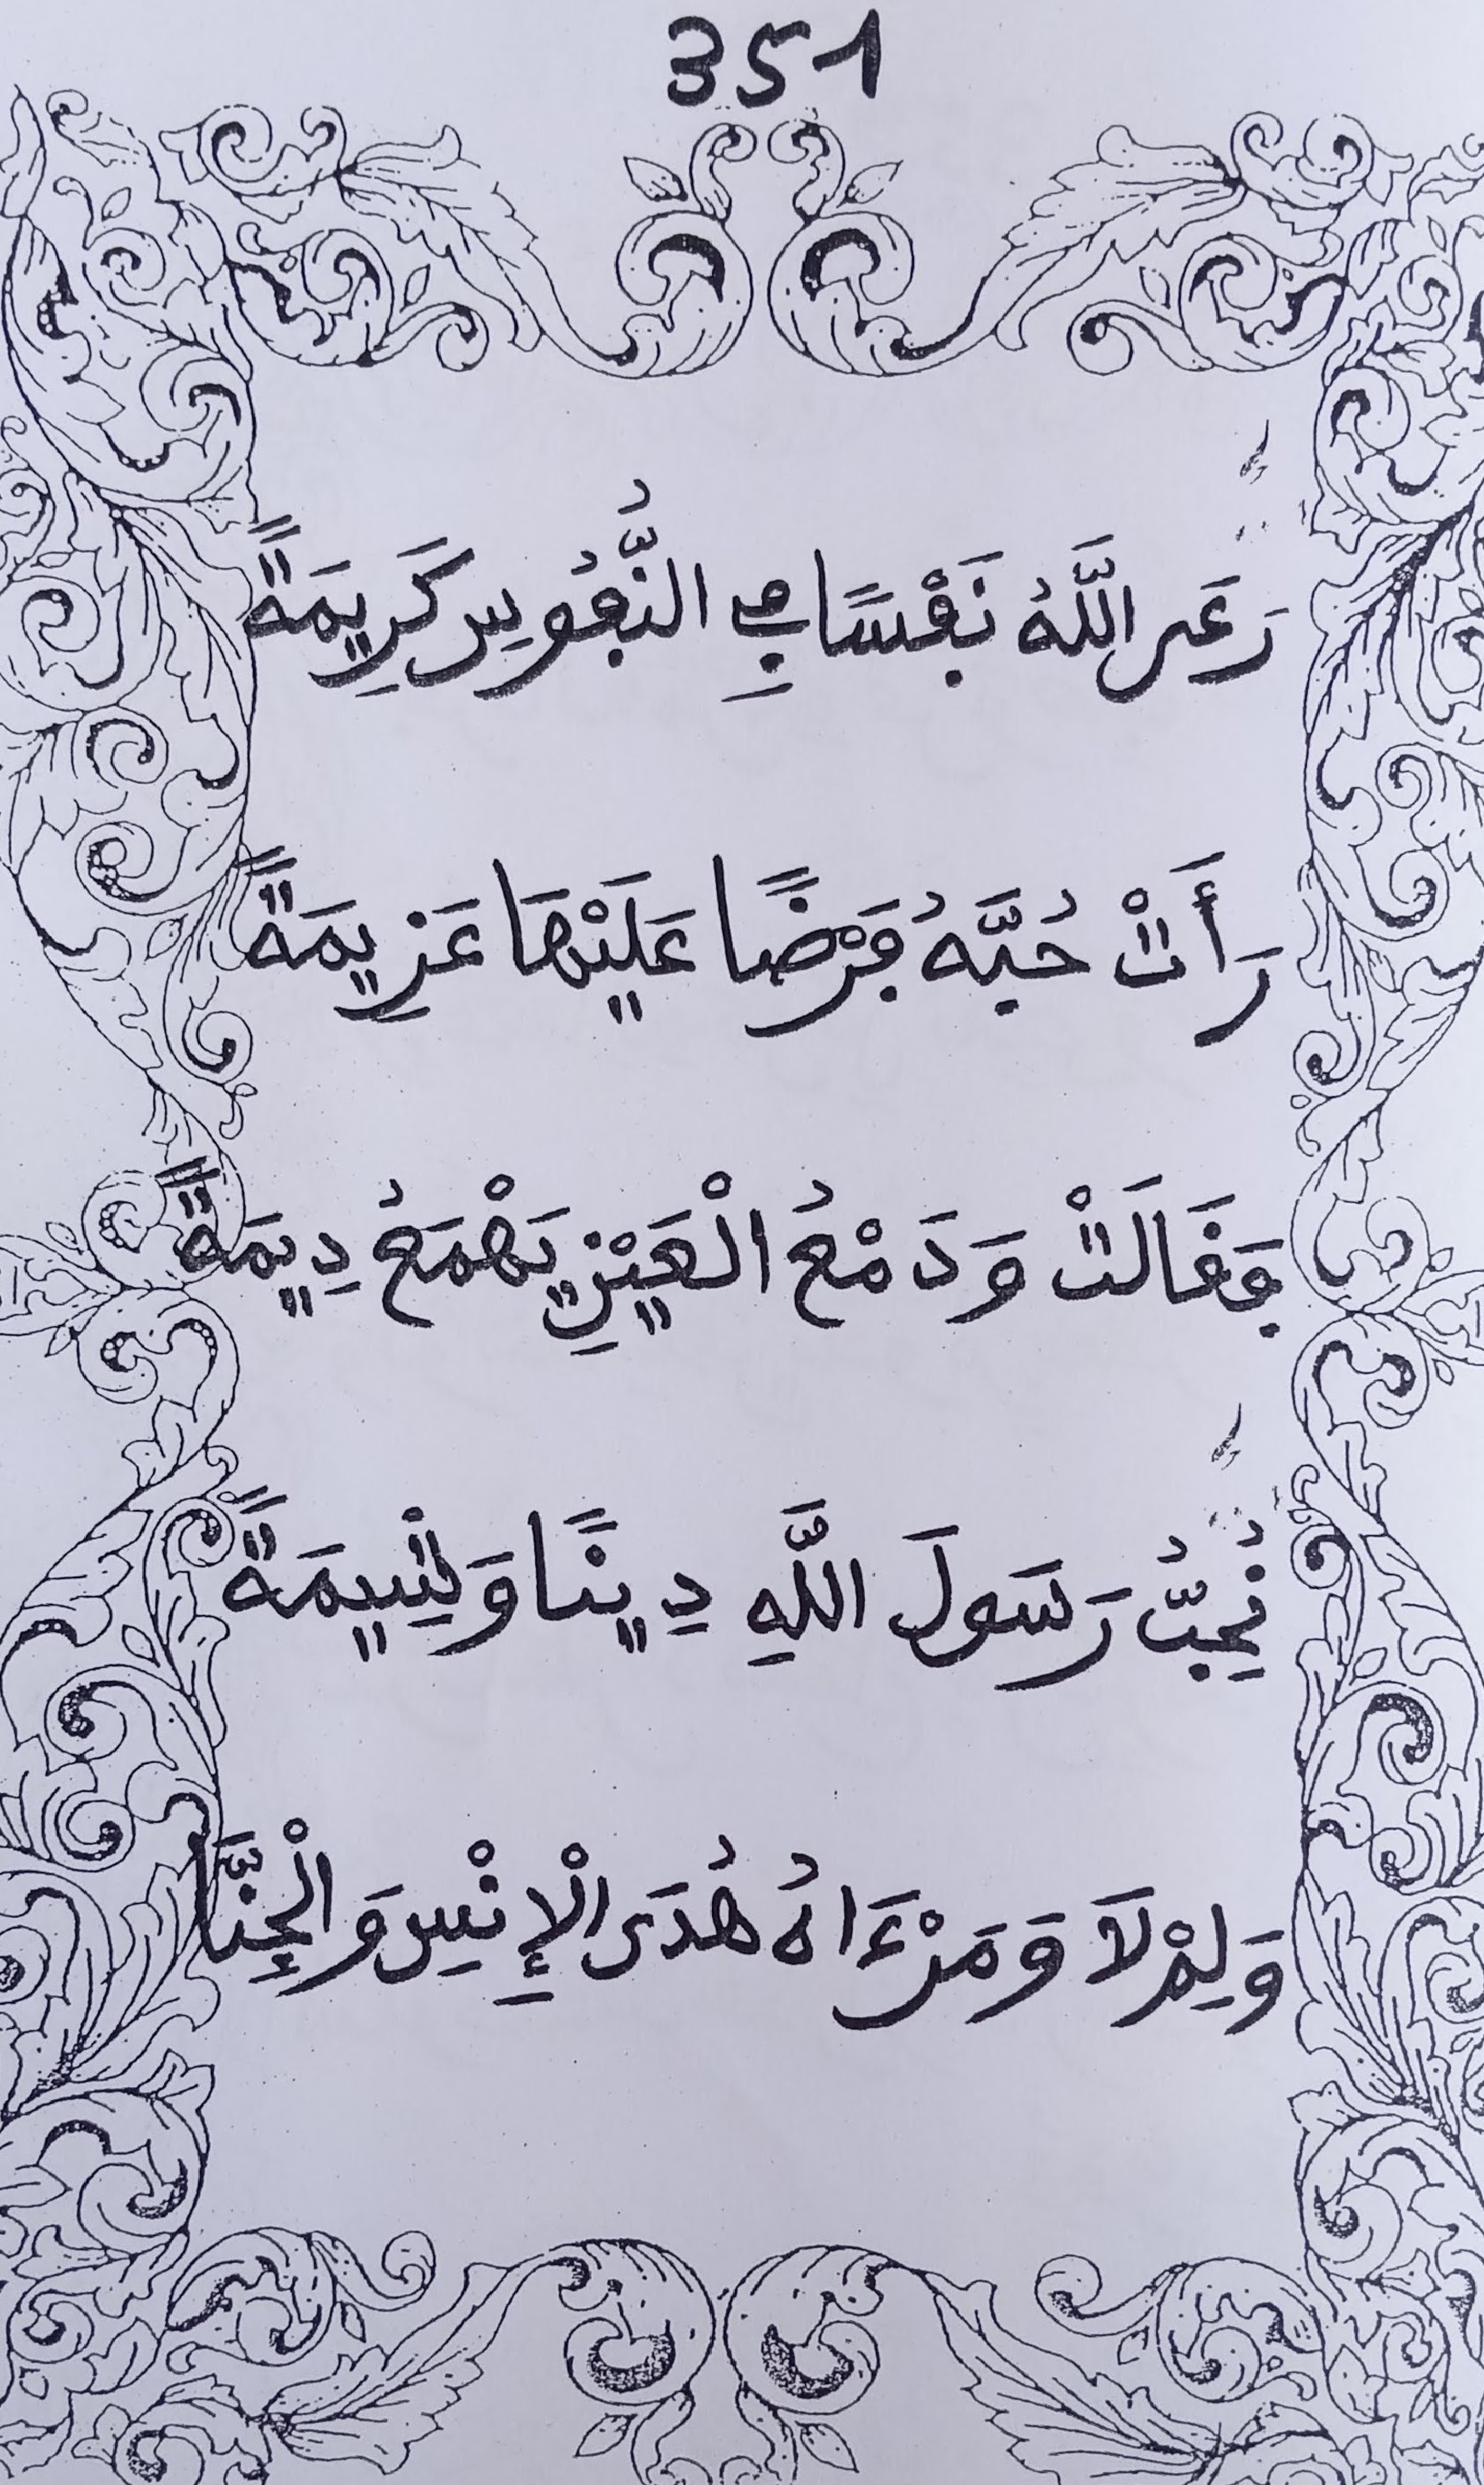 351
رَعَى اللَّهُ نَفْسًا فِي النُّفُوسِ كَرِيمَةً
رَأَتْ حُبَّهُ فَرْضًا عَلَيْهَا عَزِيمَةً
فَقَالَتْ وَدَمْعُ الْعَيْنِ يَهْمَعُ دِيمَةً
نُحِبُّ رَسُولَ اللَّهِ دِينًا وَشِيمَةً
وَلِمْ لَا وَمَرْءَاهُ هُدَى الْإِنْسِ وَالْجِنَّا